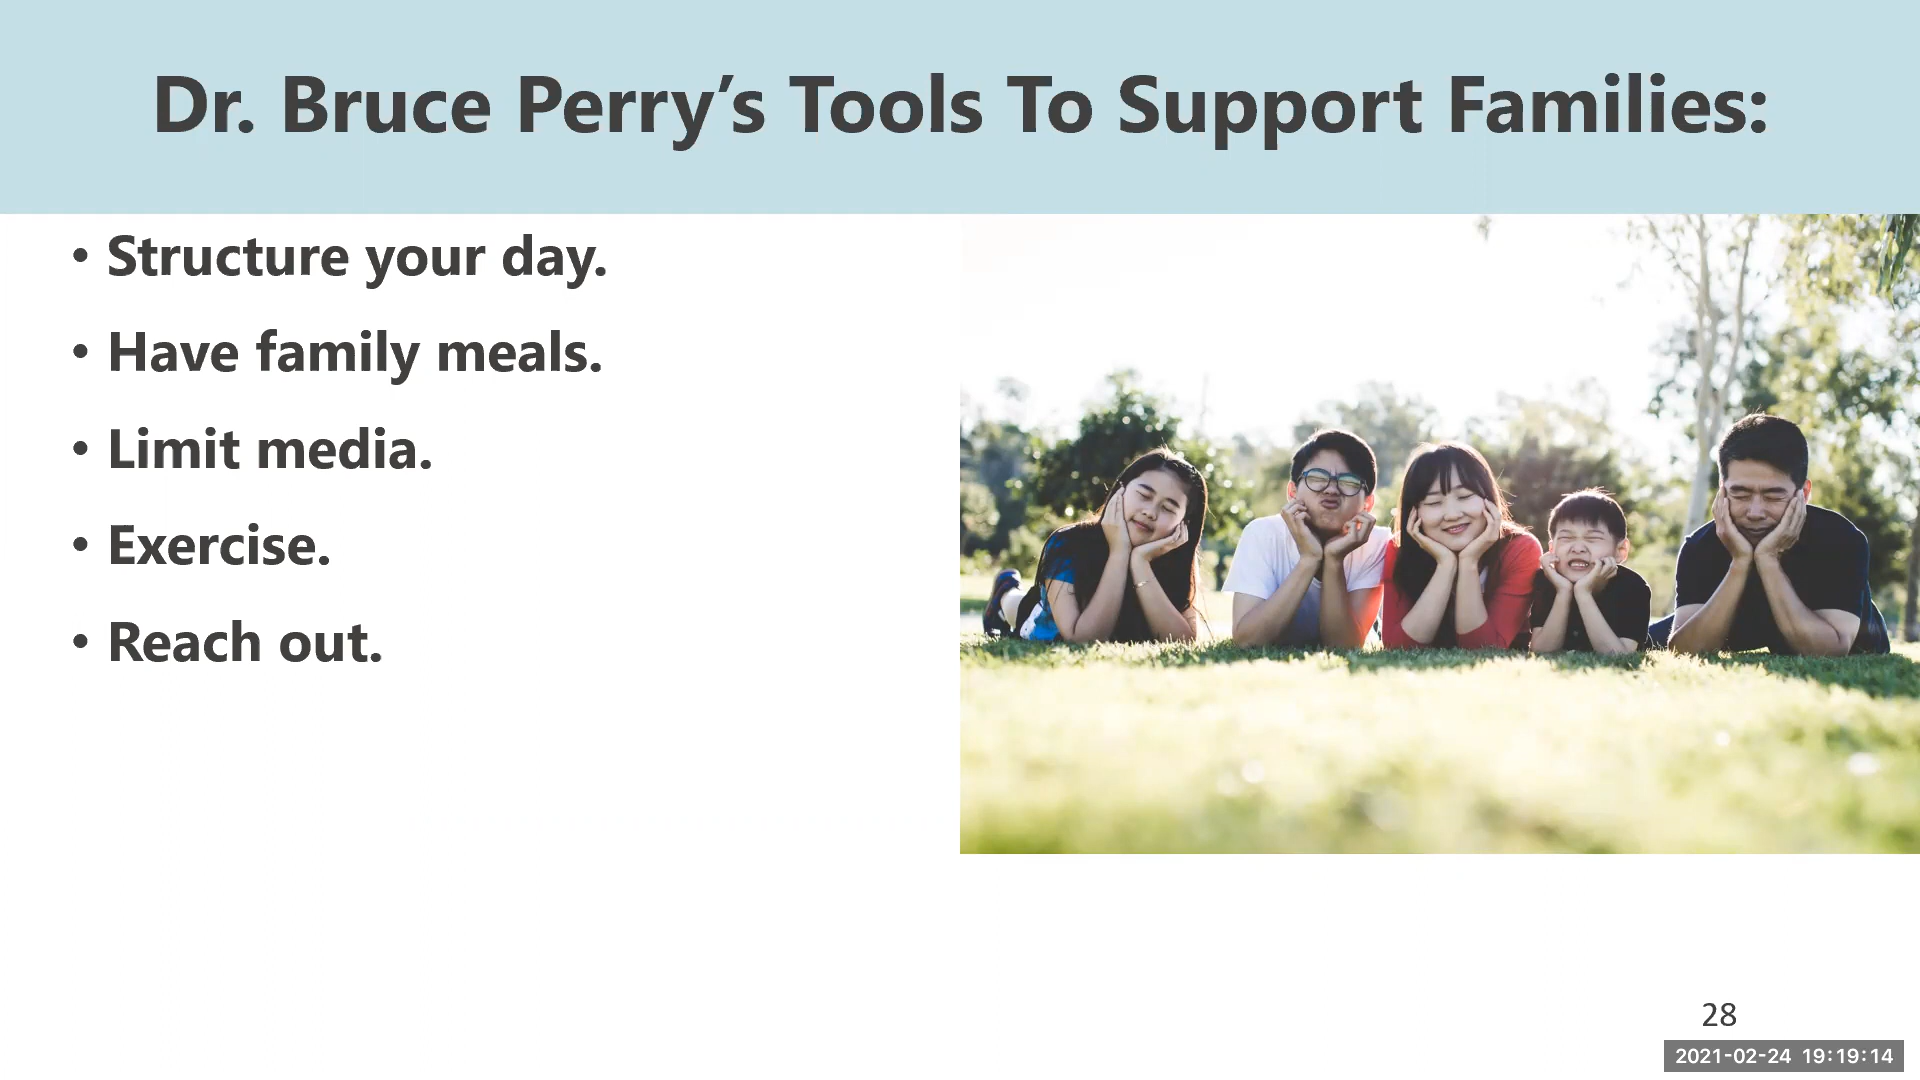 Dr. Bruce Perry’s Tools To Support Families:
• Structure your day.
• Have family meals.
• Limit media.
• Exercise.
• Reach out.
28
2021-02-24 19:19:14